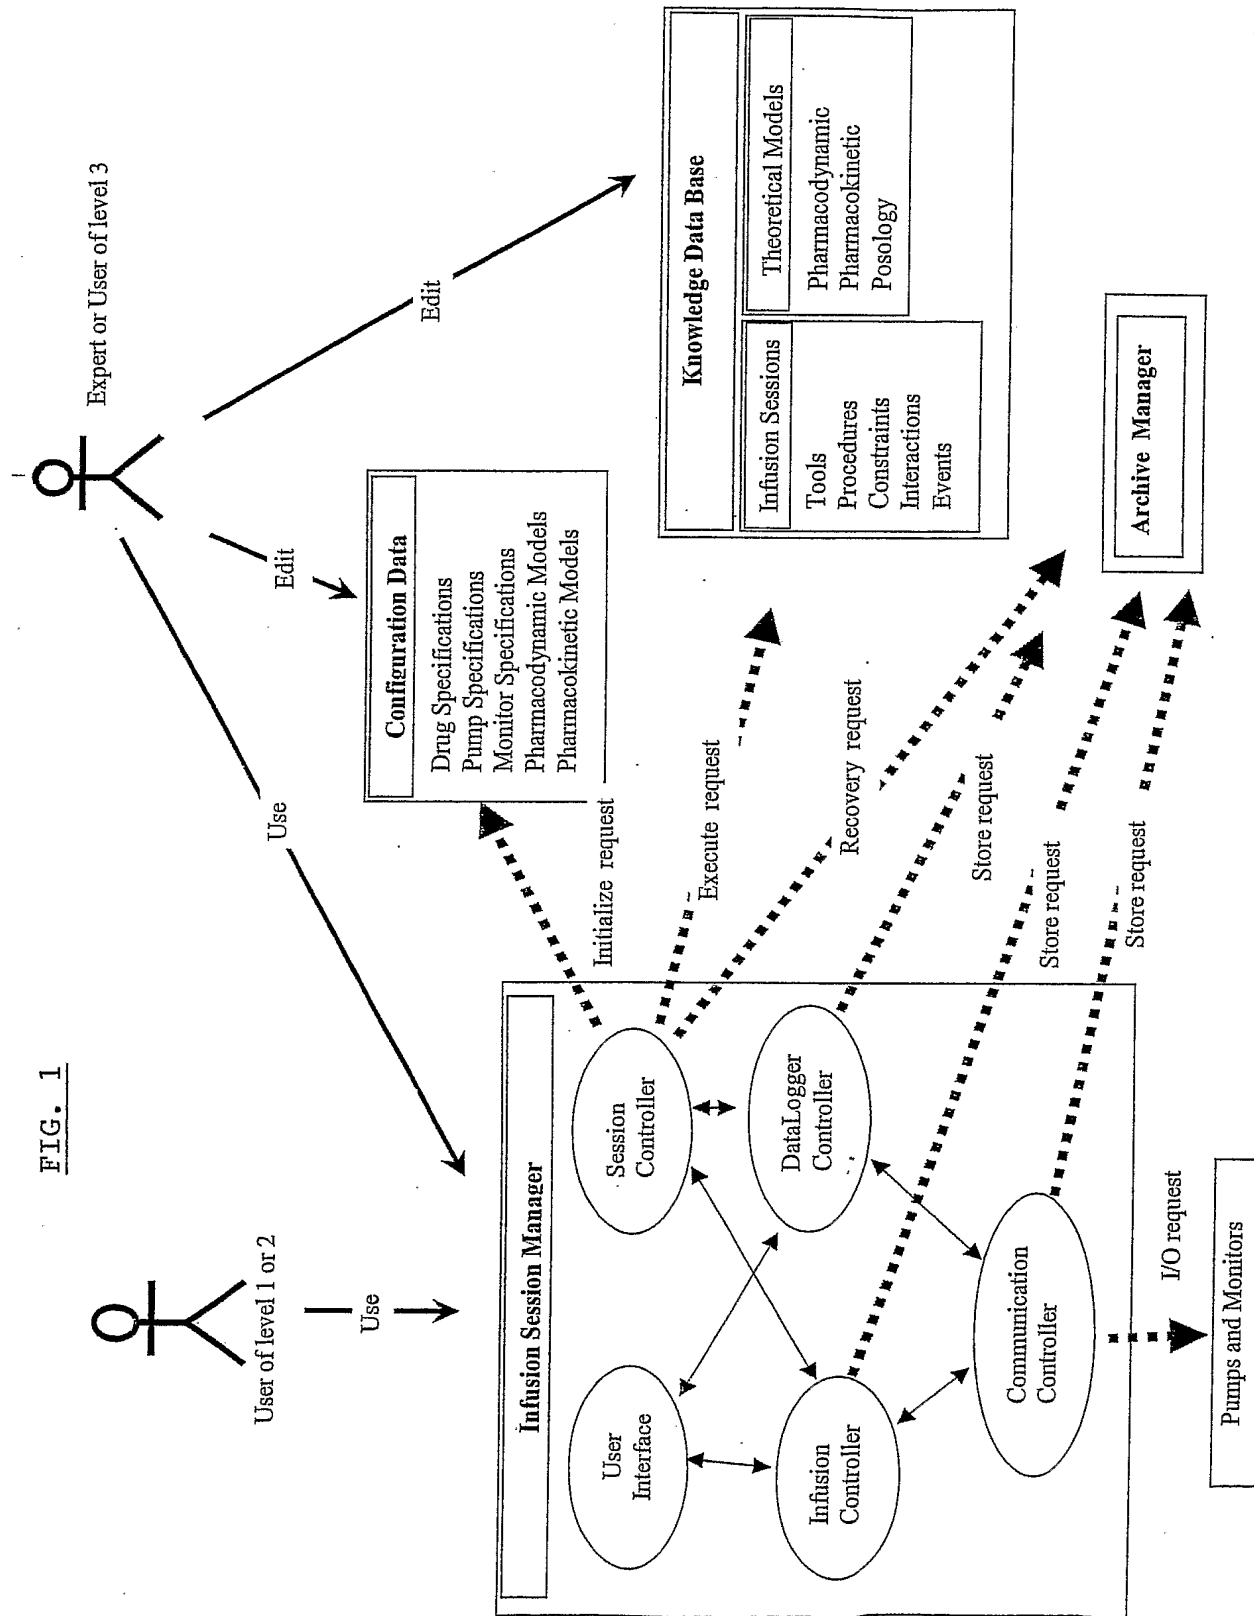 FIG. 1
User of level 1 or 2
Expert or User of level 3
Use
Use
Edit
Edit
Infusion Session Manager
User
Interface
Session
Controller
Infusion
Controller
DataLogger
Controller
Communication
Controller
Configuration Data
Drug Specifications
Pump Specifications
Monitor Specifications
Pharmacodynamic Models
Pharmacokinetic Models
Knowledge Data Base
Infusion Sessions
Tools
Procedures
Constraints
Interactions
Events
Theoretical Models
Pharmacodynamic
Pharmacokinetic
Posology
Initialize request
Execute request
Recovery request
Store request
Store request
Store request
Archive Manager
I/O request
Pumps and Monitors